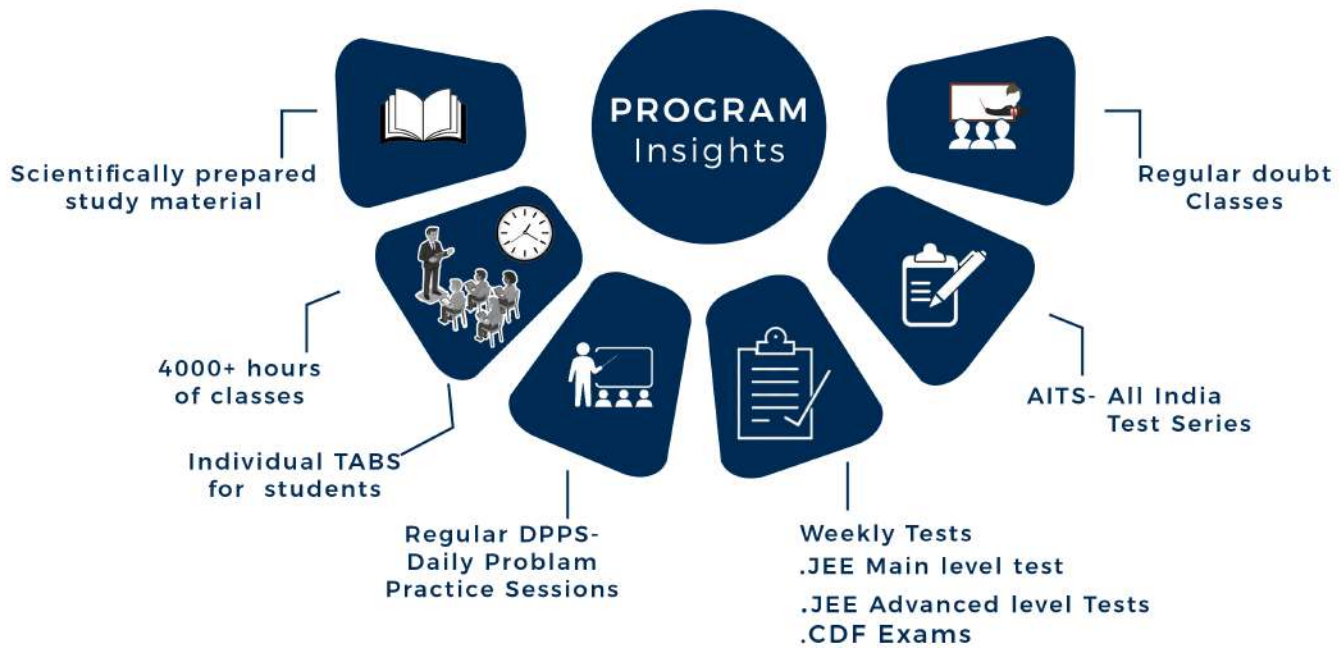 PROGRAM
Insights
Scientifically prepared
study material
4000+ hours
of classes
Individual TABS
for students
Regular DPPS-
Daily Problam
Practice Sessions
Weekly Tests
.JEE Main level test
.JEE Advanced level Tests
.CDF Exams
AITS- All India
Test Series
Regular doubt
Classes